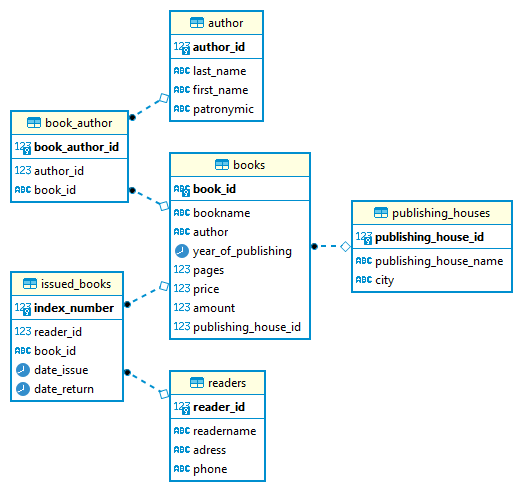 author
123 author_id
ABC last_name
ABC first_name
ABC patronymic
book_author
123 book_author_id
123 author_id
ABC book_id
books
ABC book_id
ABC bookname
ABC author
year_of_publishing
123 pages
123 price
123 amount
123 publishing_house_id
publishing_houses
123 publishing_house_id
ABC publishing_house_name
ABC city
issued_books
123 index_number
123 reader_id
ABC book_id
date_issue
date_return
readers
123 reader_id
ABC readername
ABC adress
ABC phone